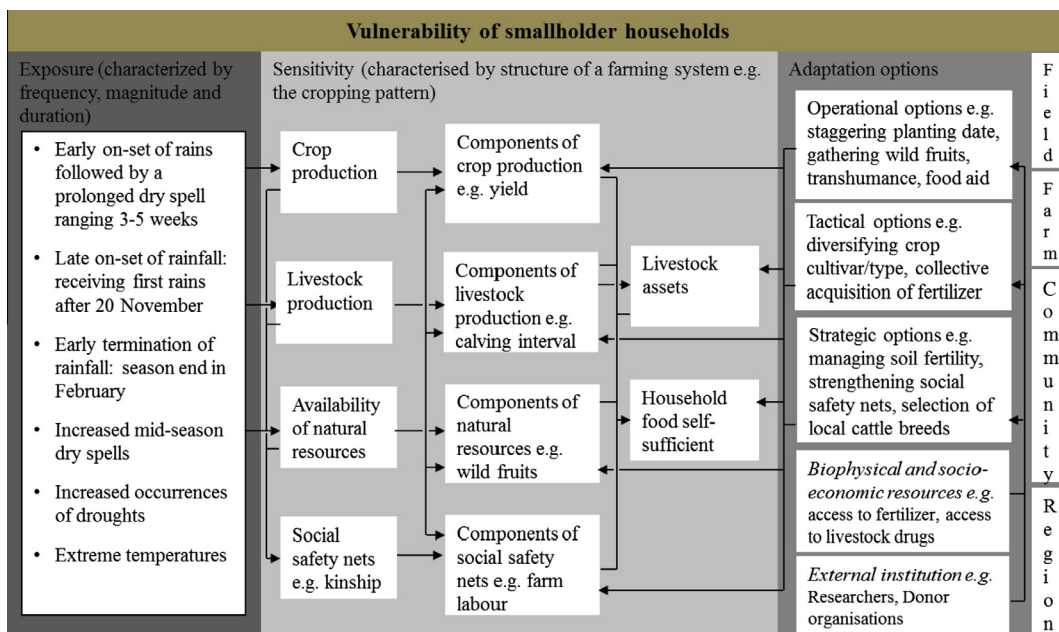 Vulnerability of smallholder households
Exposure (characterized by
frequency, magnitude and
duration)
• Early on-set of rains
followed by a
prolonged dry spell
ranging 3-5 weeks
• Late on-set of rainfall:
receiving first rains
after 20 November
• Early termination of
rainfall: season end in
February
• Increased mid-season
dry spells
• Increased occurrences
of droughts
• Extreme temperatures
Sensitivity (characterised by structure of a farming system e.g.
the cropping pattern)
Crop
production
Livestock
production
Availability
of natural
resources
Social
safety nets
e.g. kinship
Components of
crop production
e.g. yield
Components of
livestock
production e.g.
calving interval
Components of
natural
resources e.g.
wild fruits
Components of
social safety
nets e.g. farm
labour
Livestock
assets
Household
food self-
sufficient
Adaptation options
Operational options e.g.
staggering planting date,
gathering wild fruits,
transhumance, food aid
Tactical options e.g.
diversifying crop
cultivar/type, collective
acquisition of fertilizer
Strategic options e.g.
managing soil fertility,
strengthening social
safety nets, selection of
local cattle breeds
Biophysical and socio-
economic resources e.g.
access to fertilizer, access
to livestock drugs
External institution e.g.
Researchers, Donor
organisations
Field
Farm
Community
Region